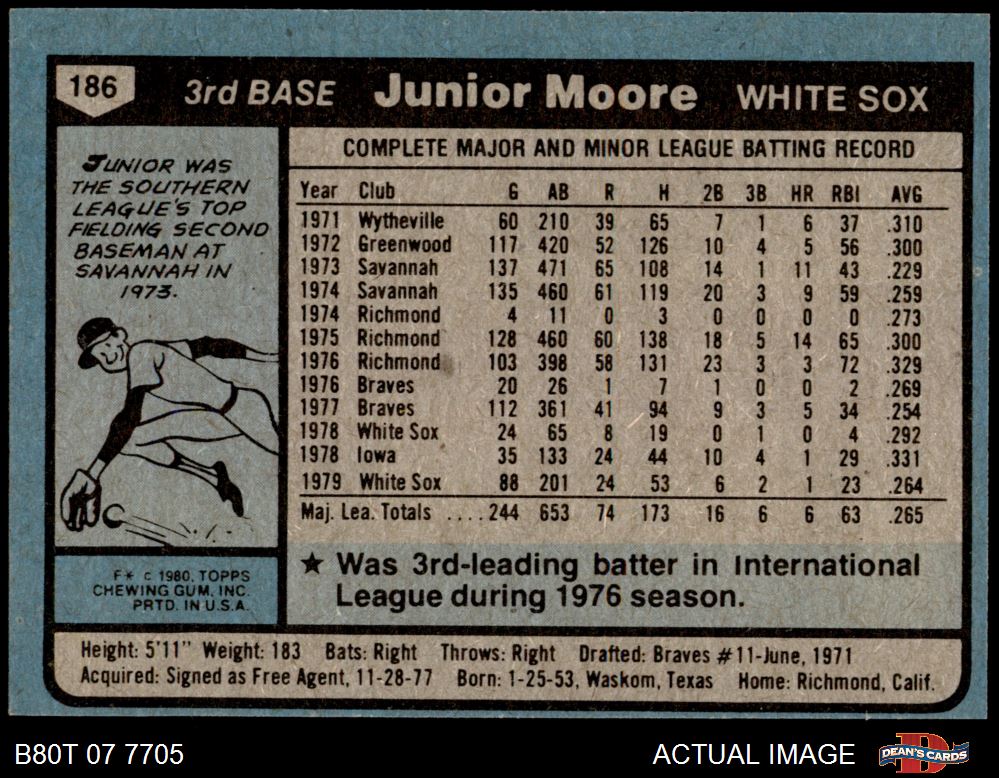 186 3rd BASE Junior Moore WHITE SOX
JUNIOR WAS
THE SOUTHERN
LEAGUE'S TOP
FIELDING SECOND
BASEMAN AT
SAVANNAH IN
1973.
COMPLETE MAJOR AND MINOR LEAGUE BATTING RECORD
Year Club G AB R H 2B 3B HR RBI AVG
1971 Wytheville 60 210 39 65 7 1 6 37 .310
1972 Greenwood 117 420 52 126 10 4 5 56 .300
1973 Savannah 137 471 65 108 14 1 11 43 .229
1974 Savannah 135 460 61 119 20 3 9 59 .259
1974 Richmond 4 11 0 3 0 0 0 0 .273
1975 Richmond 128 460 60 138 18 5 14 65 .300
1976 Richmond 103 398 58 131 23 3 3 72 .329
1976 Braves 20 26 1 7 1 0 0 2 .269
1977 Braves 112 361 41 94 9 3 5 34 .254
1978 White Sox 24 65 8 19 0 1 0 4 .292
1978 Iowa 35 133 24 44 10 4 1 29 .331
1979 White Sox 88 201 24 53 6 2 1 23 .264
Maj. Lea. Totals ....244 653 74 173 16 6 6 63 .265
★ Was 3rd-leading batter in International
League during 1976 season.
F* © 1980, TOPPS
CHEWING GUM, INC.
PRTD. IN U.S.A.
Height: 5'11" Weight: 183 Bats: Right Throws: Right Drafted: Braves #11-June, 1971
Acquired: Signed as Free Agent, 11-28-77 Born: 1-25-53, Waskom, Texas Home: Richmond, Calif.
B80T 07 7705 ACTUAL IMAGE DEAN'S CARDS